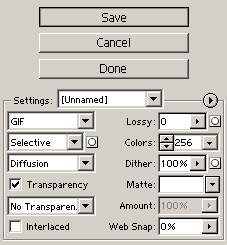 Save
Cancel
Done
Settings: [Unnamed]
GIF Lossy: 0
Selective Colors: 256
Diffusion Dither: 100%
Transparency Matte:
No Transparen... Amount: 100%
Interlaced Web Snap: 0%